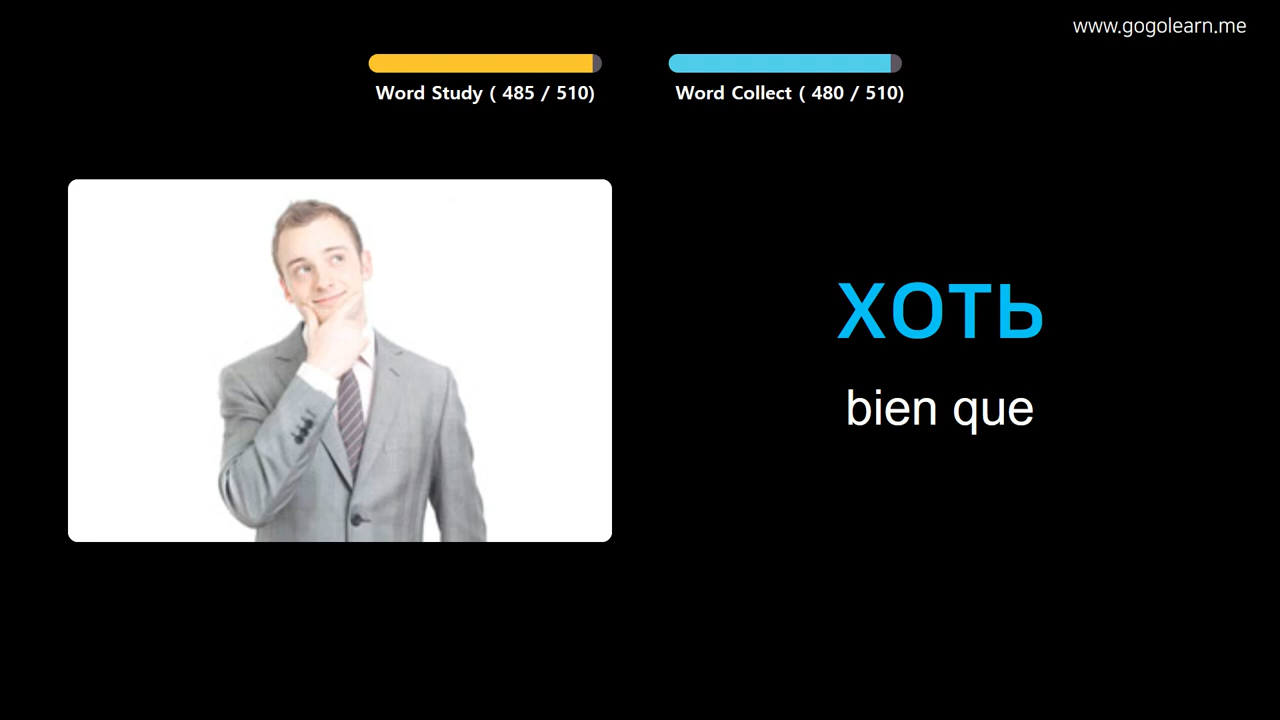 www.gogolearn.me
Word Study ( 485 / 510)
Word Collect ( 480 / 510)
хоть
bien que